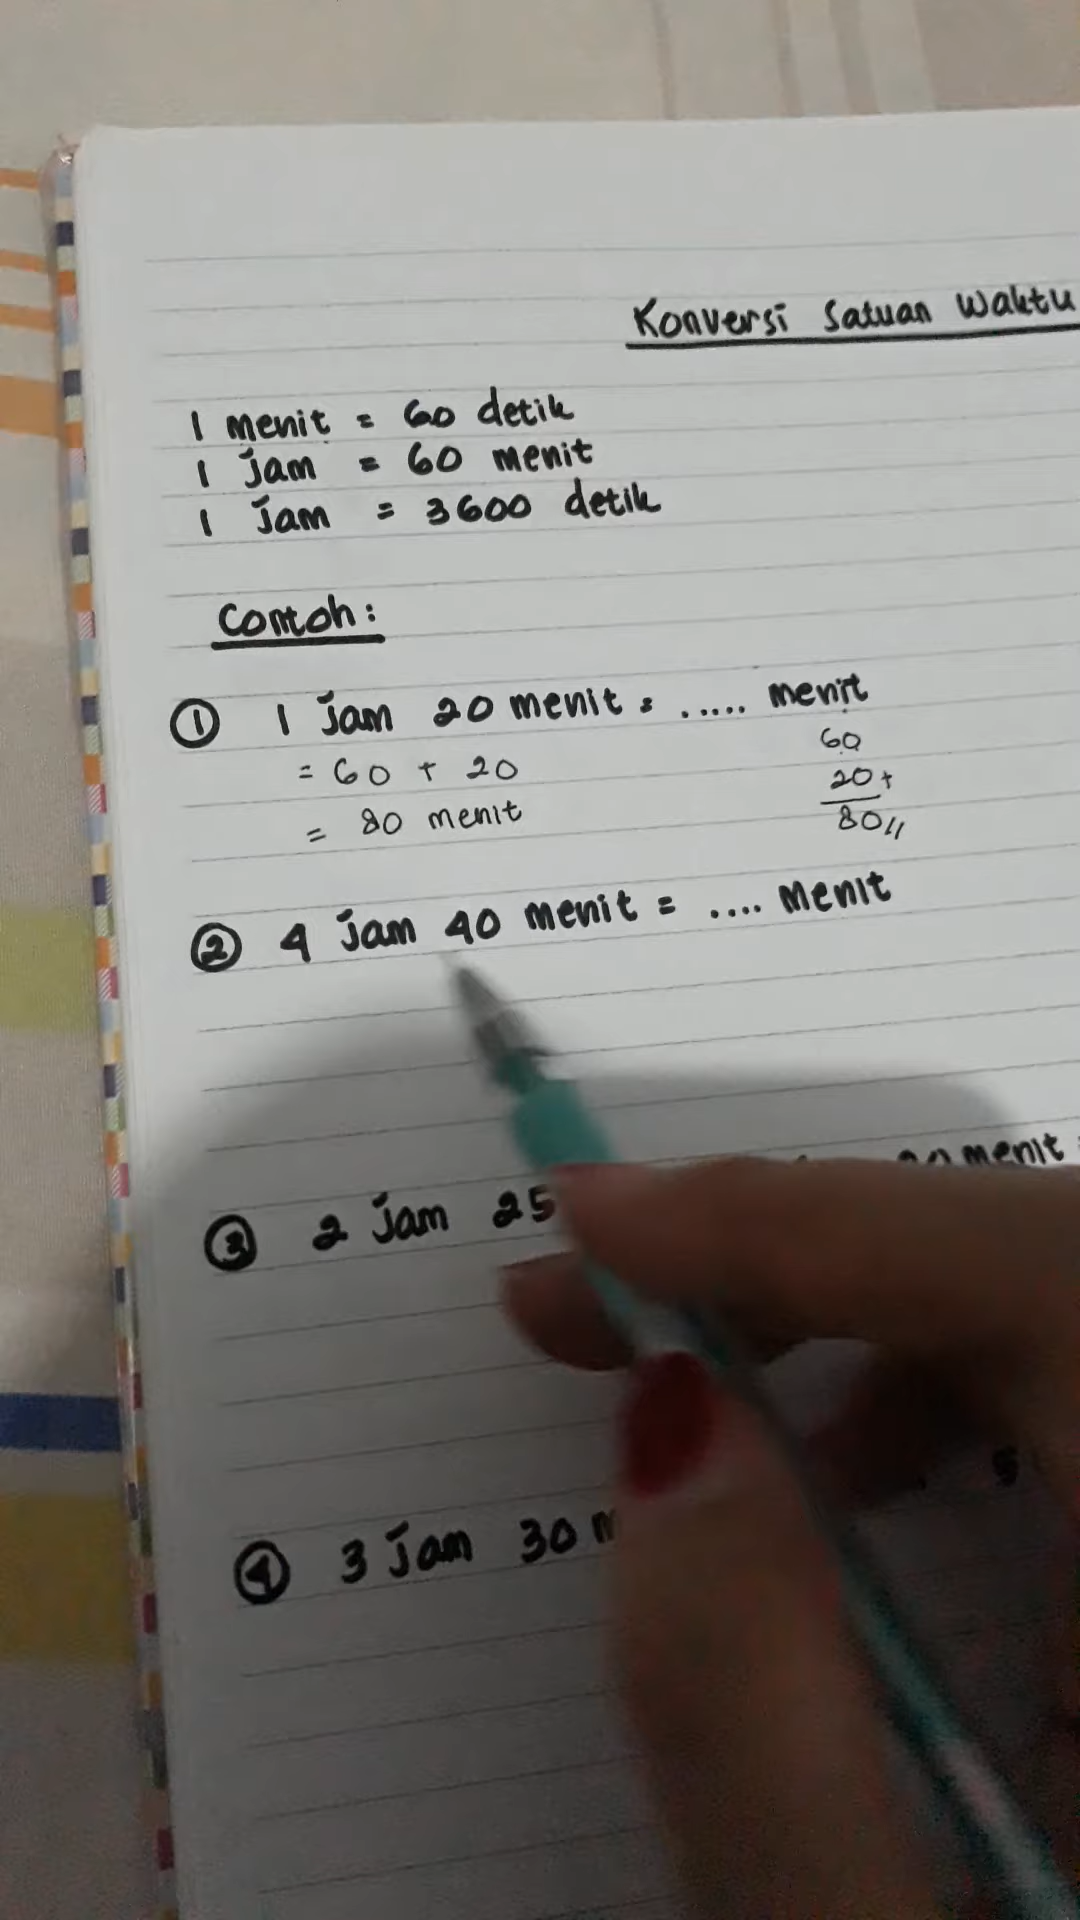 Konversi Satuan Waktu
1 menit = 60 detik
1 jam = 60 menit
1 jam = 3600 detik
Contoh:
① 1 jam 20 menit = ..... menit
= 60 + 20
= 80 menit
60
20+
80//
② 4 jam 40 menit = .... menit
③ 2 jam 25
menit =
④ 3 jam 30